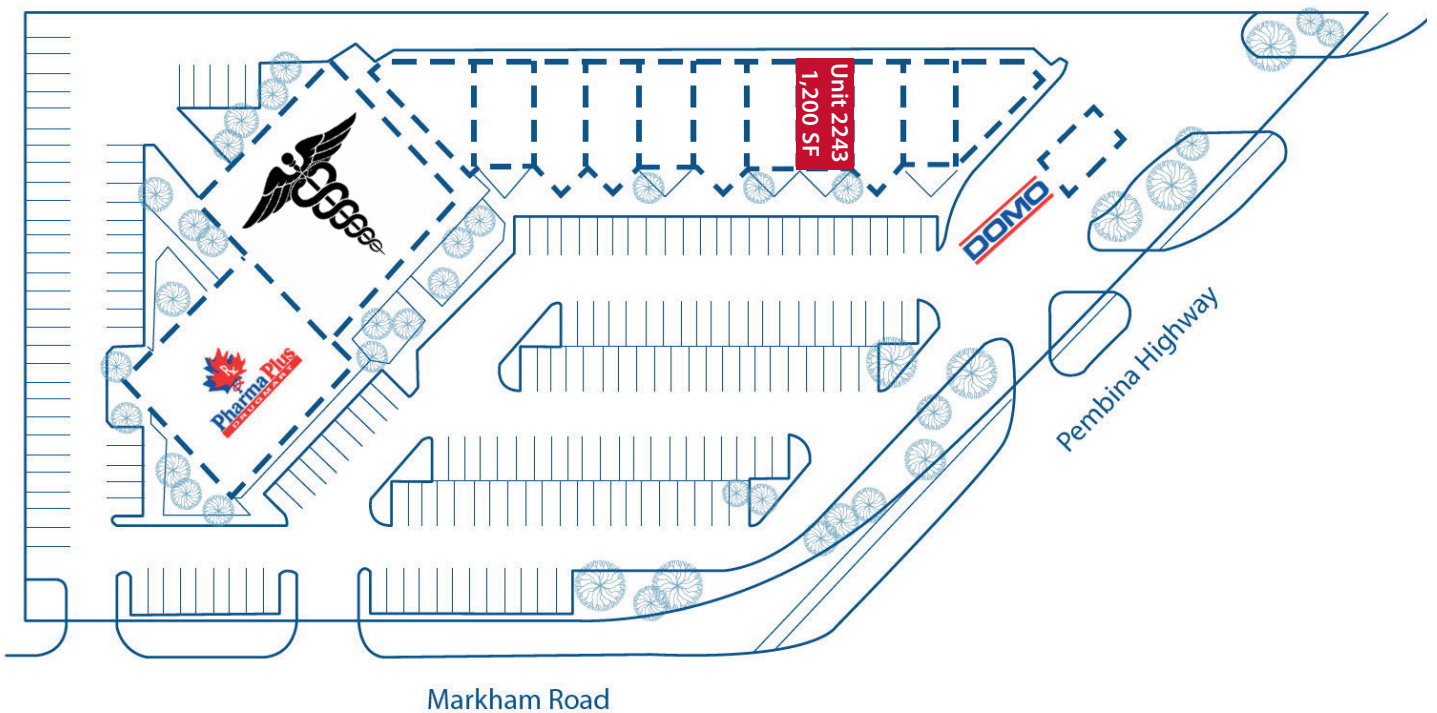 Unit 2243
1,200 SF
DOMO
Rx
PharmaPlus
DRUGMART
Pembina Highway
Markham Road